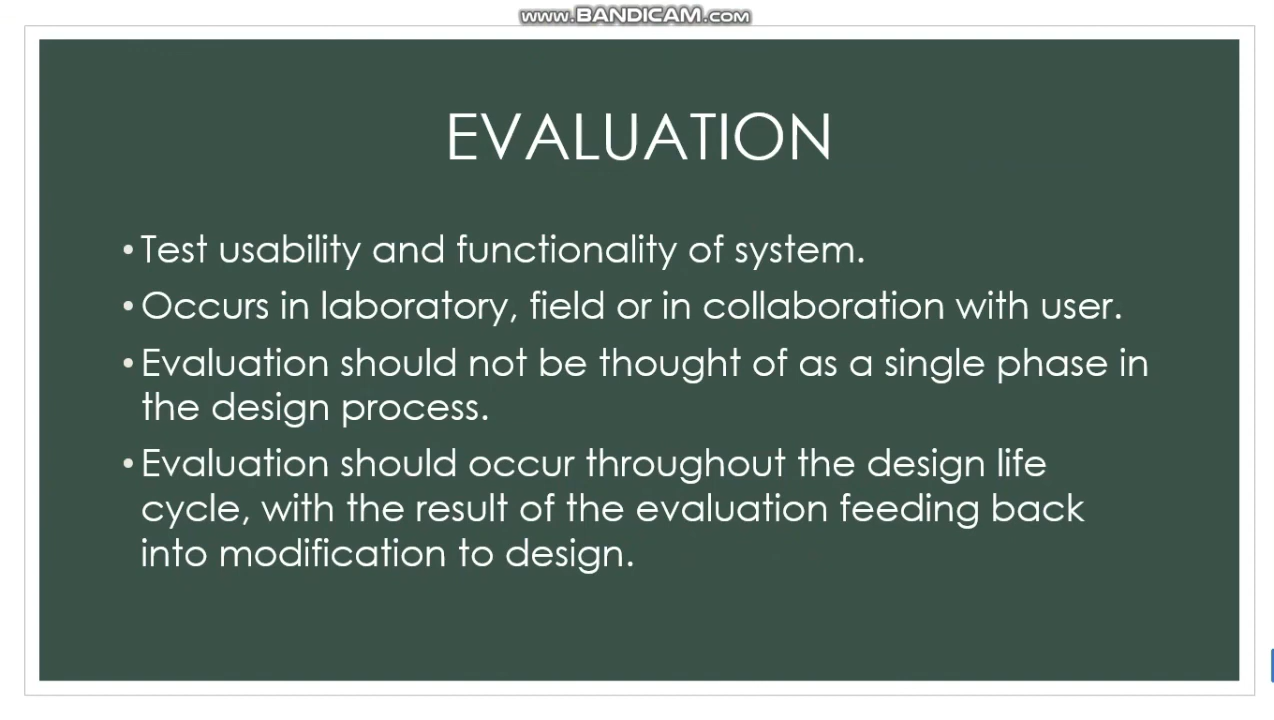 www.BANDICAM.com
EVALUATION
•Test usability and functionality of system.
•Occurs in laboratory, field or in collaboration with user.
•Evaluation should not be thought of as a single phase in
the design process.
•Evaluation should occur throughout the design life
cycle, with the result of the evaluation feeding back
into modification to design.